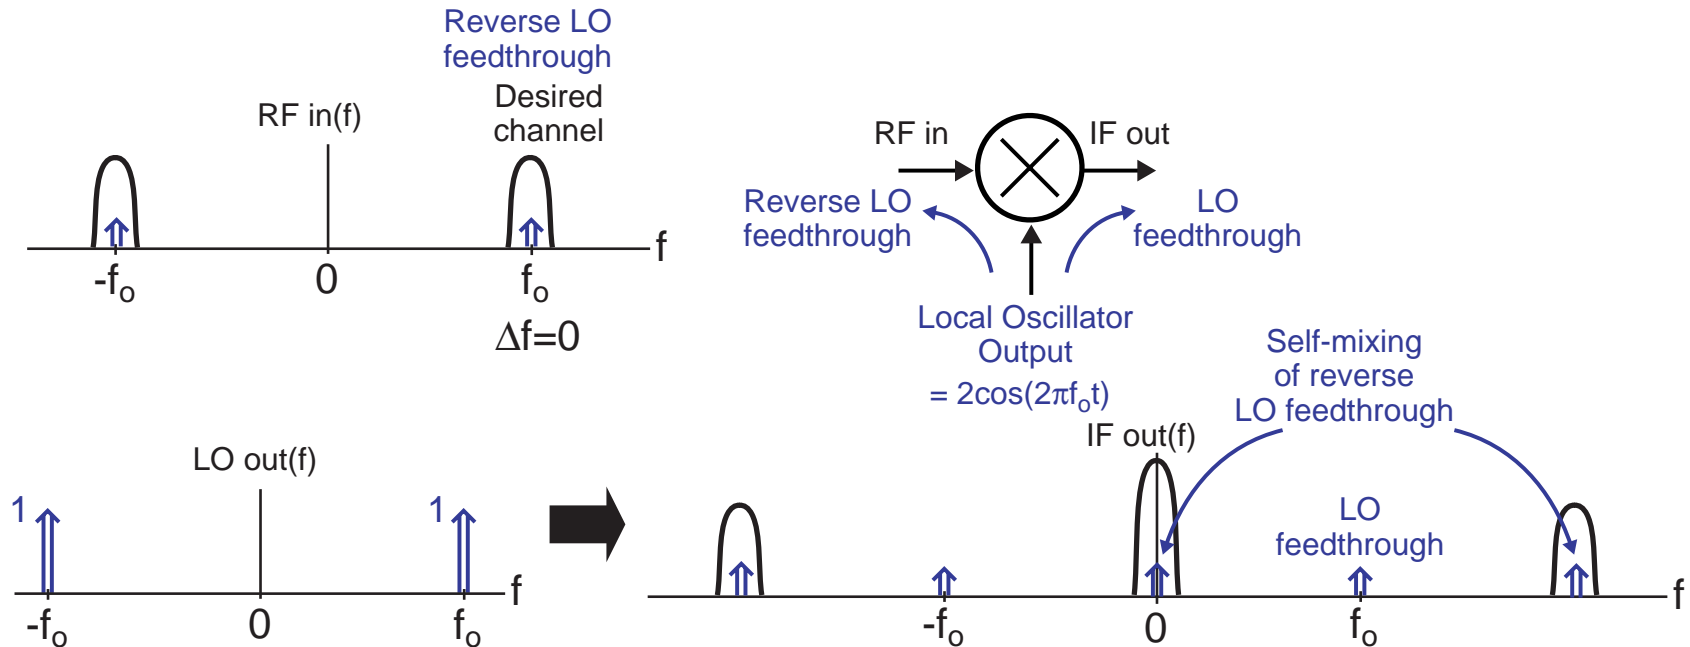 Reverse LO
feedthrough
Desired
channel
RF in(f)
-fo
0
fo
f
Δf=0
RF in
IF out
Reverse LO
feedthrough
LO
feedthrough
Local Oscillator
Output
= 2cos(2πfot)
LO out(f)
1
1
-fo
0
fo
f
Self-mixing
of reverse
LO feedthrough
IF out(f)
LO
feedthrough
-fo
0
fo
f